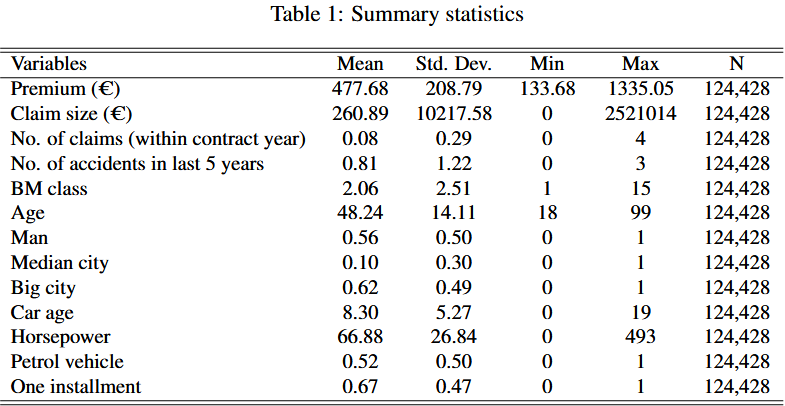 Table 1: Summary statistics
Variables Mean Std. Dev. Min Max N
Premium (€) 477.68 208.79 133.68 1335.05 124,428
Claim size (€) 260.89 10217.58 0 2521014 124,428
No. of claims (within contract year) 0.08 0.29 0 4 124,428
No. of accidents in last 5 years 0.81 1.22 0 3 124,428
BM class 2.06 2.51 1 15 124,428
Age 48.24 14.11 18 99 124,428
Man 0.56 0.50 0 1 124,428
Median city 0.10 0.30 0 1 124,428
Big city 0.62 0.49 0 1 124,428
Car age 8.30 5.27 0 19 124,428
Horsepower 66.88 26.84 0 493 124,428
Petrol vehicle 0.52 0.50 0 1 124,428
One installment 0.67 0.47 0 1 124,428